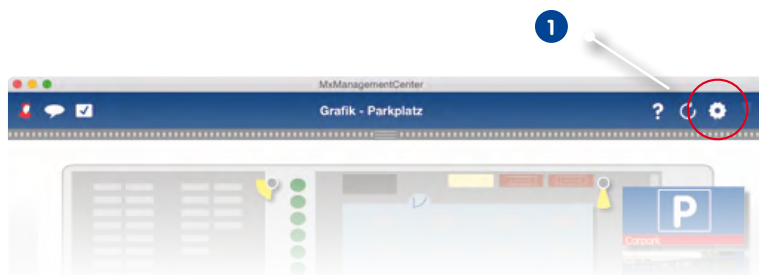 1
MxManagementCenter
Grafik - Parkplatz
?
P
Carpark